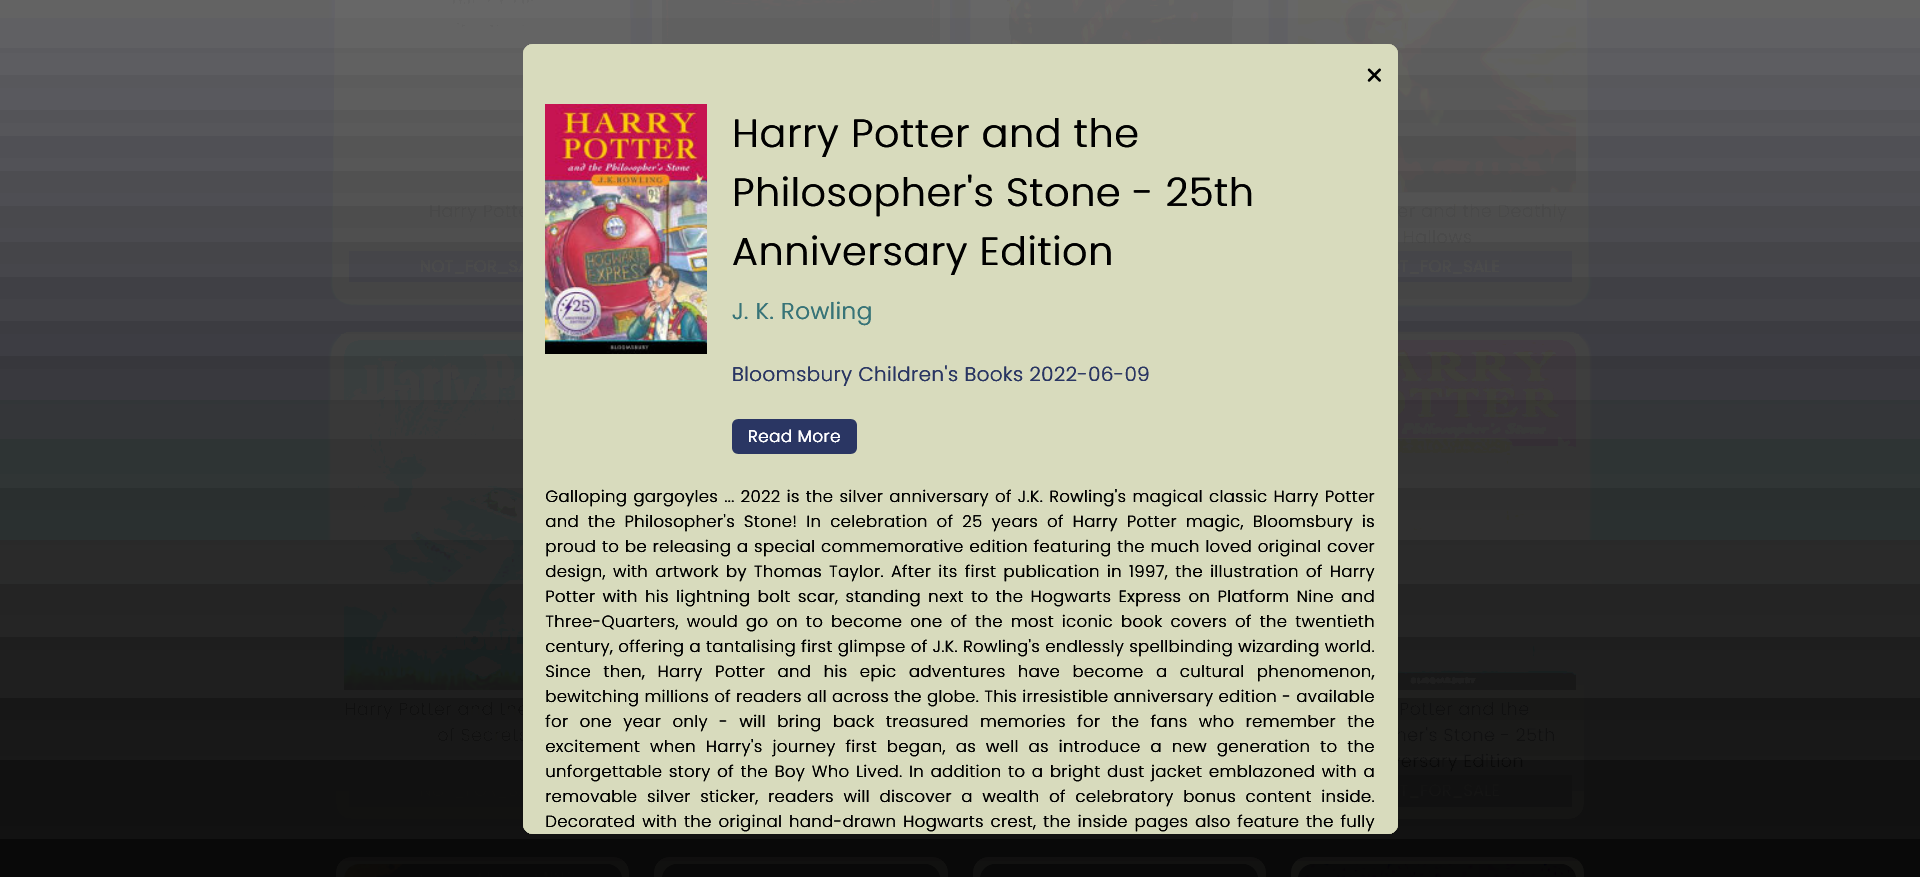 ×
HARRY
POTTER
and the Philosopher's Stone
J.K.ROWLING
HOGWARTS
EXPRESS
25
BLOOMSBURY
Harry Potter and the
Philosopher's Stone - 25th
Anniversary Edition
J. K. Rowling
Bloomsbury Children's Books 2022-06-09
Read More
Galloping gargoyles ... 2022 is the silver anniversary of J.K. Rowling's magical classic Harry Potter
and the Philosopher's Stone! In celebration of 25 years of Harry Potter magic, Bloomsbury is
proud to be releasing a special commemorative edition featuring the much loved original cover
design, with artwork by Thomas Taylor. After its first publication in 1997, the illustration of Harry
Potter with his lightning bolt scar, standing next to the Hogwarts Express on Platform Nine and
Three-Quarters, would go on to become one of the most iconic book covers of the twentieth
century, offering a tantalising first glimpse of J.K. Rowling's endlessly spellbinding wizarding world.
Since then, Harry Potter and his epic adventures have become a cultural phenomenon,
bewitching millions of readers all across the globe. This irresistible anniversary edition - available
for one year only - will bring back treasured memories for the fans who remember the
excitement when Harry's journey first began, as well as introduce a new generation to the
unforgettable story of the Boy Who Lived. In addition to a bright dust jacket emblazoned with a
removable silver sticker, readers will discover a wealth of celebratory bonus content inside.
Decorated with the original hand-drawn Hogwarts crest, the inside pages also feature the fully